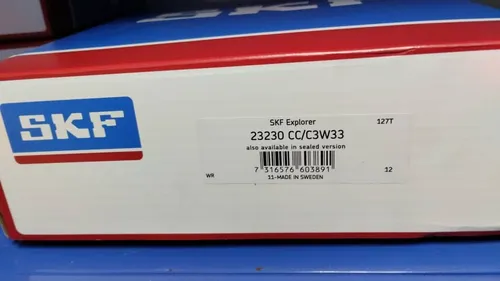 SKF
SKF
SKF Explorer 127T
23230 CC/C3W33
also available in sealed version
7 316576 603891
WR 11-MADE IN SWEDEN 12